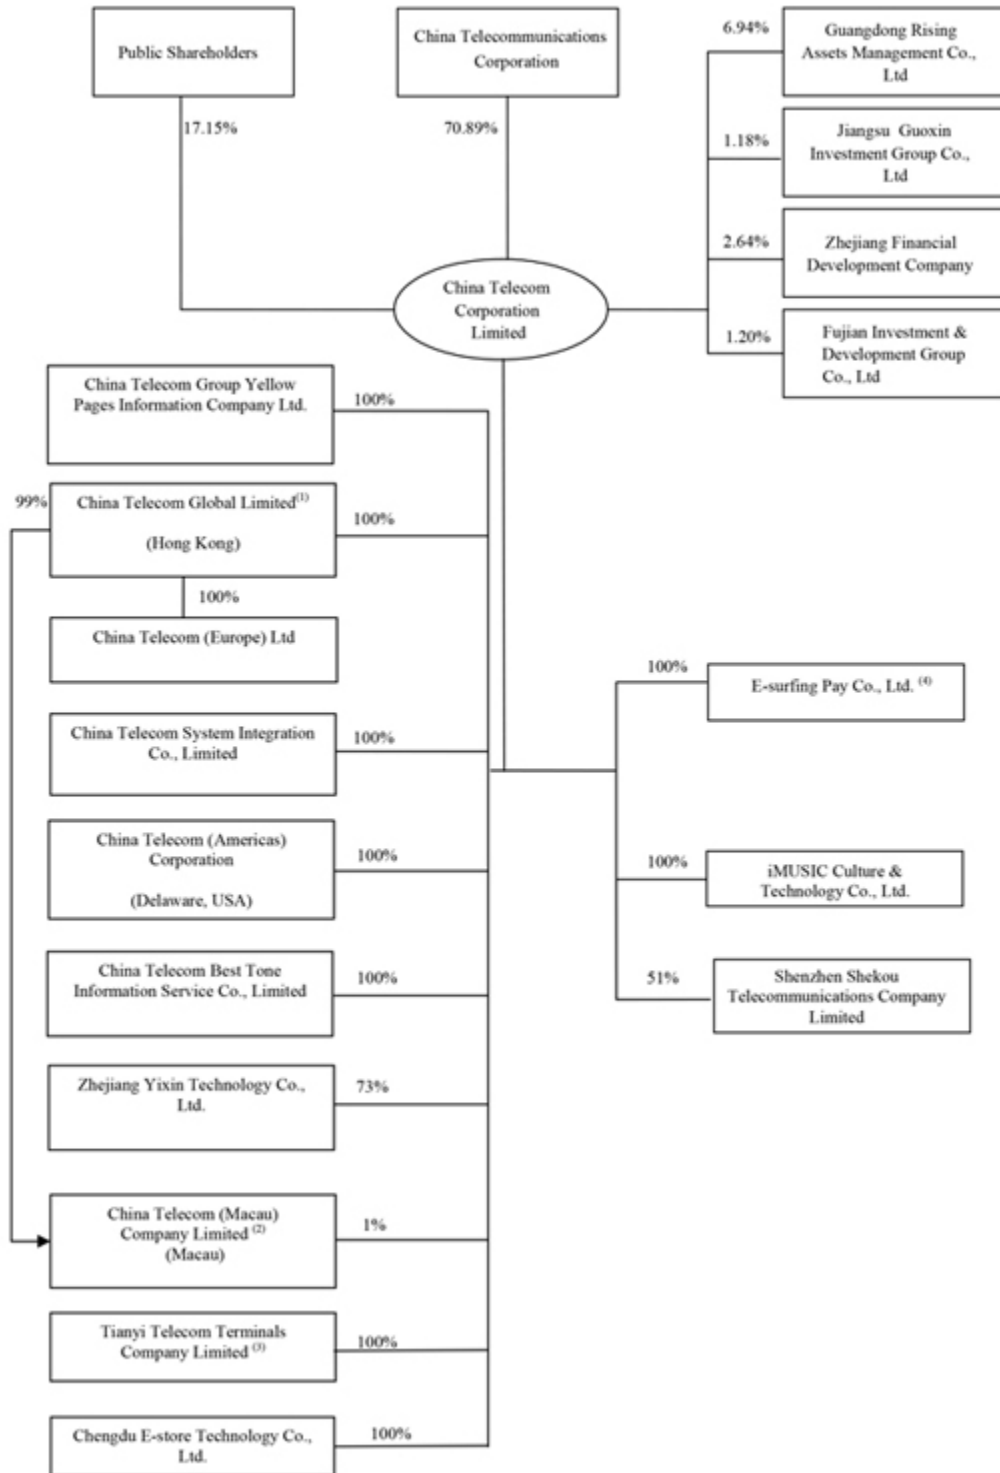 Public Shareholders
China Telecommunications
Corporation
6.94%
Guangdong Rising
Assets Management Co.,
Ltd
17.15%
70.89%
1.18%
Jiangsu Guoxin
Investment Group Co.,
Ltd
2.64%
Zhejiang Financial
Development Company
China Telecom
Corporation
Limited
1.20%
Fujian Investment &
Development Group
Co., Ltd
China Telecom Group Yellow
Pages Information Company Ltd.
100%
99%
China Telecom Global Limited(1)
(Hong Kong)
100%
100%
China Telecom (Europe) Ltd
100%
E-surfing Pay Co., Ltd. (4)
China Telecom System Integration
Co., Limited
100%
China Telecom (Americas)
Corporation
(Delaware, USA)
100%
100%
iMUSIC Culture &
Technology Co., Ltd.
China Telecom Best Tone
Information Service Co., Limited
100%
51%
Shenzhen Shekou
Telecommunications Company
Limited
Zhejiang Yixin Technology Co.,
Ltd.
73%
China Telecom (Macau)
Company Limited (2)
(Macau)
1%
Tianyi Telecom Terminals
Company Limited (3)
100%
Chengdu E-store Technology Co.,
Ltd.
100%